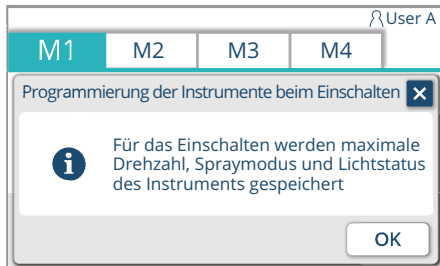 User A
M1 M2 M3 M4
Programmierung der Instrumente beim Einschalten
Für das Einschalten werden maximale
Drehzahl, Spraymodus und Lichtstatus
des Instruments gespeichert
OK